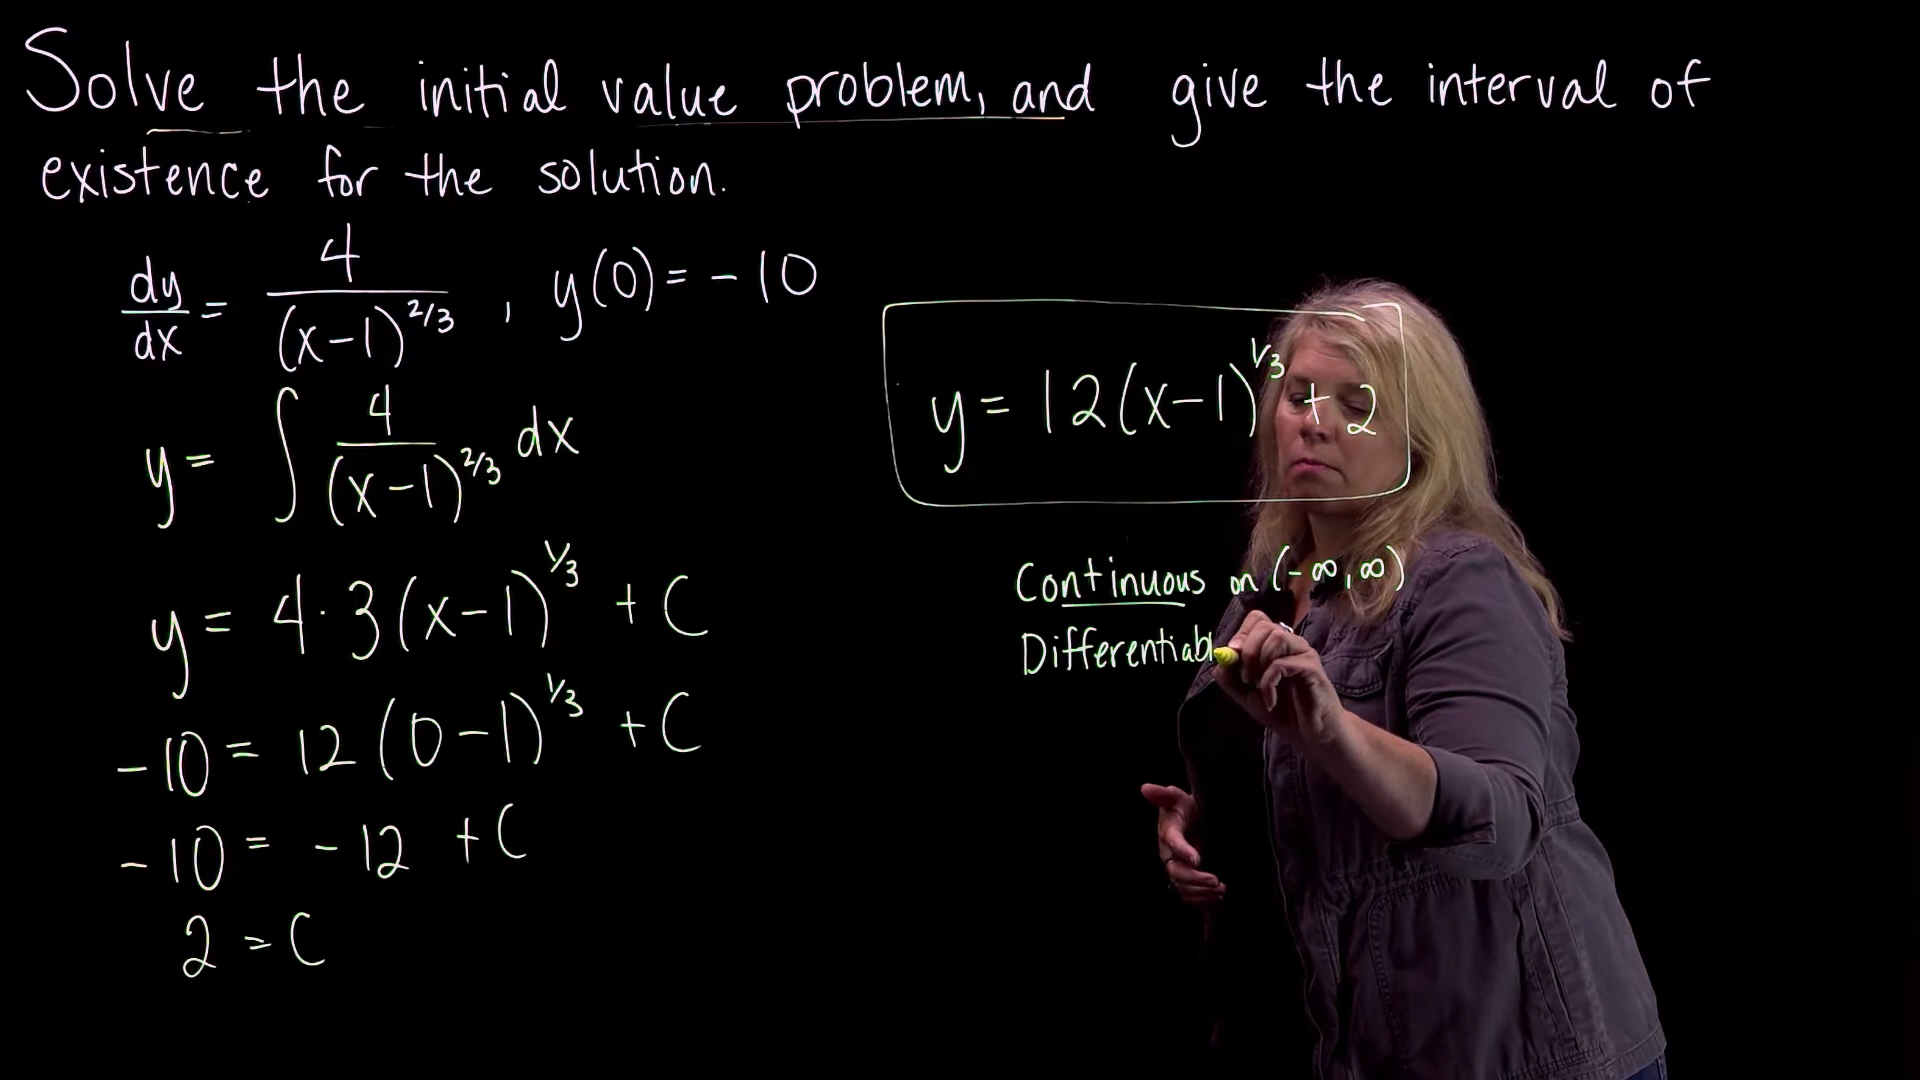 Solve the initial value problem, and give the interval of
existence for the solution.
dy/dx = 4/(x-1)^2/3 , y(0) = -10
y = ∫ 4/(x-1)^2/3 dx
y = 4·3(x-1)^1/3 + C
-10 = 12(0-1)^1/3 + C
-10 = -12 + C
2 = C
y = 12(x-1)^1/3 + 2
Continuous on (-∞, ∞)
Differentiabl